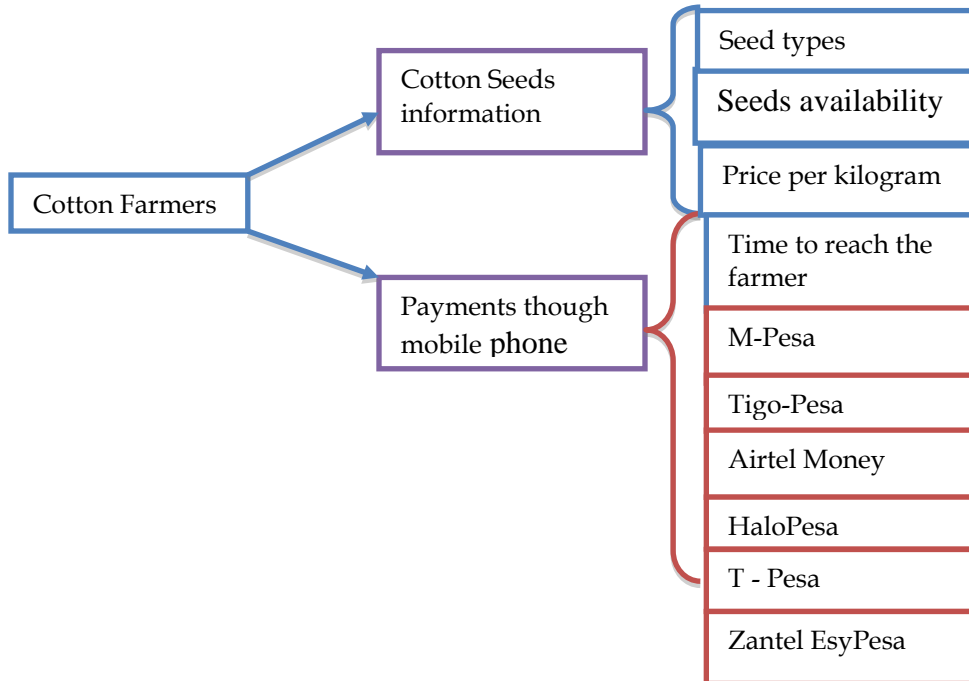 Cotton Farmers
Cotton Seeds
information
Payments though
mobile phone
Seed types
Seeds availability
Price per kilogram
Time to reach the
farmer
M-Pesa
Tigo-Pesa
Airtel Money
HaloPesa
T - Pesa
Zantel EsyPesa